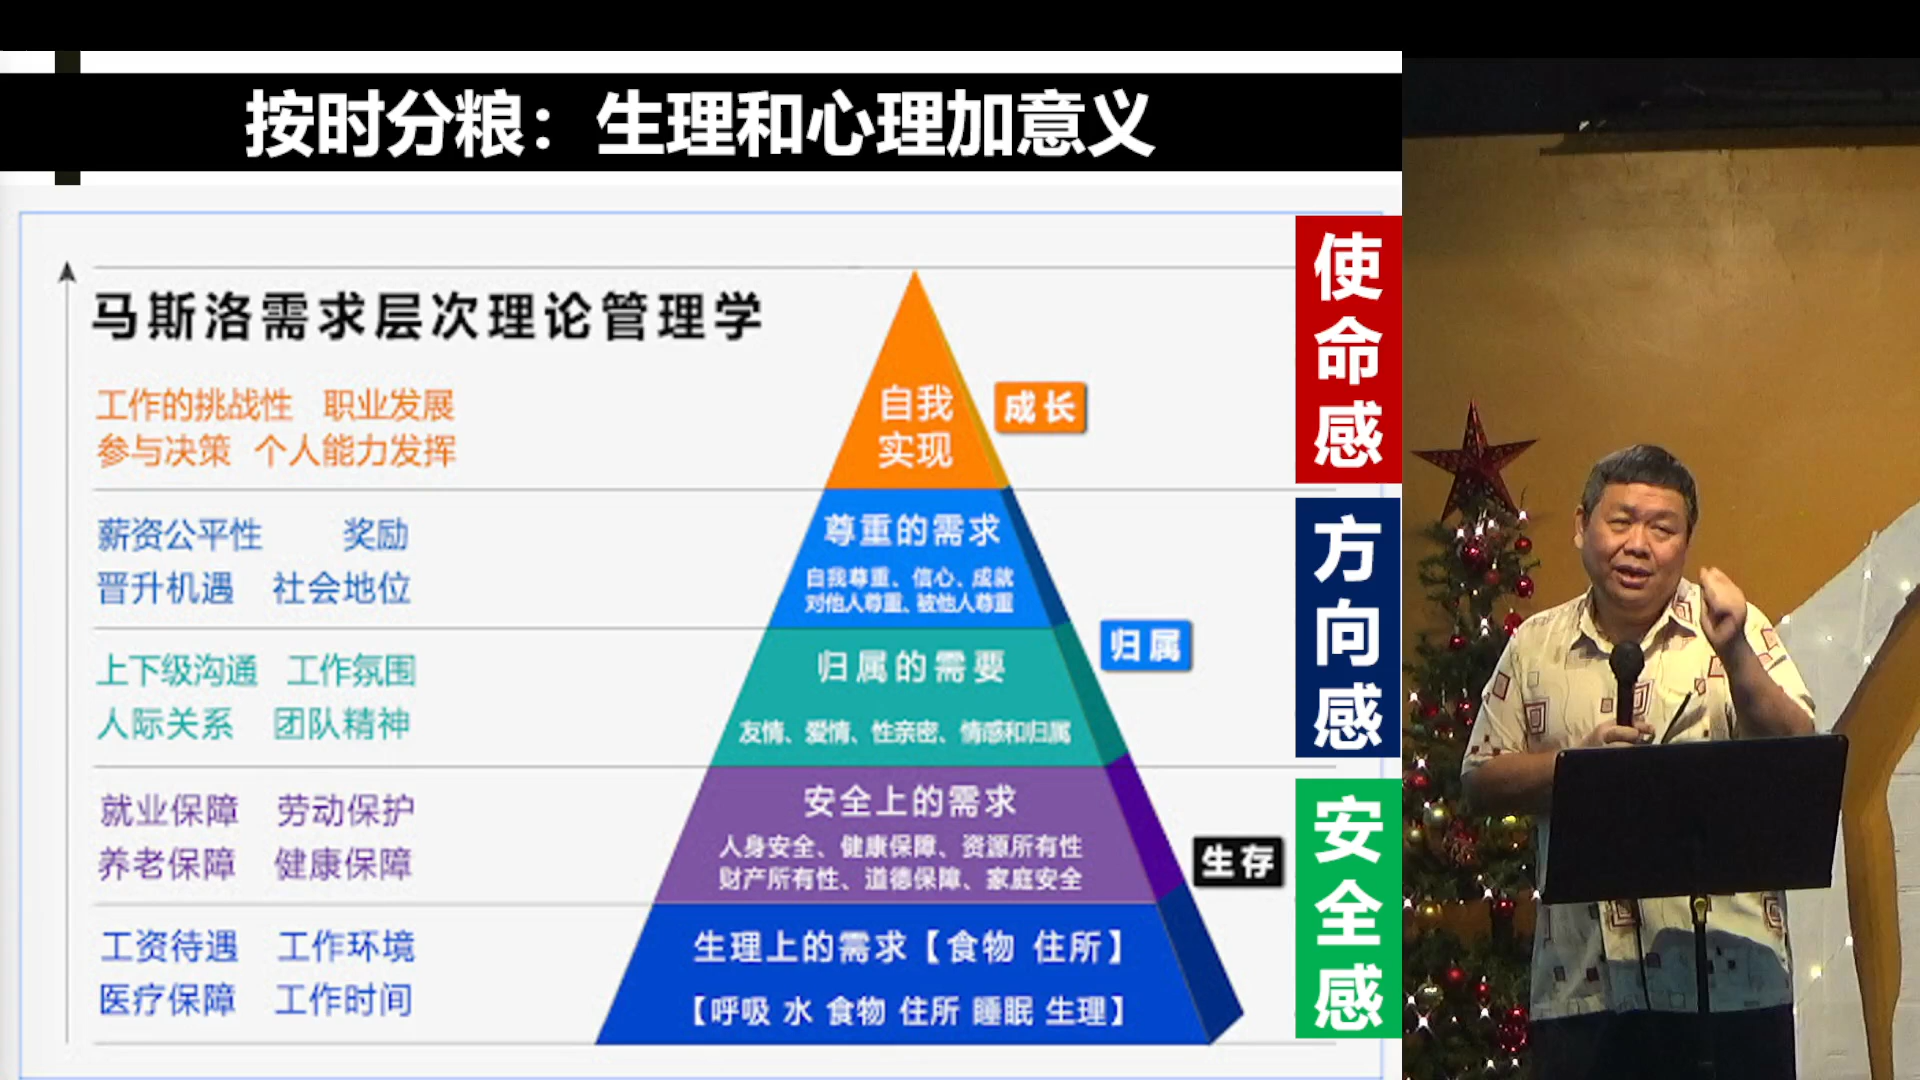 按时分粮：生理和心理加意义
马斯洛需求层次理论管理学
工作的挑战性 职业发展
参与决策 个人能力发挥
薪资公平性 奖励
晋升机遇 社会地位
上下级沟通 工作氛围
人际关系 团队精神
就业保障 劳动保护
养老保障 健康保障
工资待遇 工作环境
医疗保障 工作时间
自我
实现
尊重的需求
自我尊重、信心、成就
对他人尊重、被他人尊重
归属的需要
友情、爱情、性亲密、情感和归属
安全上的需求
人身安全、健康保障、资源所有性
财产所有性、道德保障、家庭安全
生理上的需求【食物 住所】
【呼吸 水 食物 住所 睡眠 生理】
成长
归属
生存
使命感
方向感
安全感